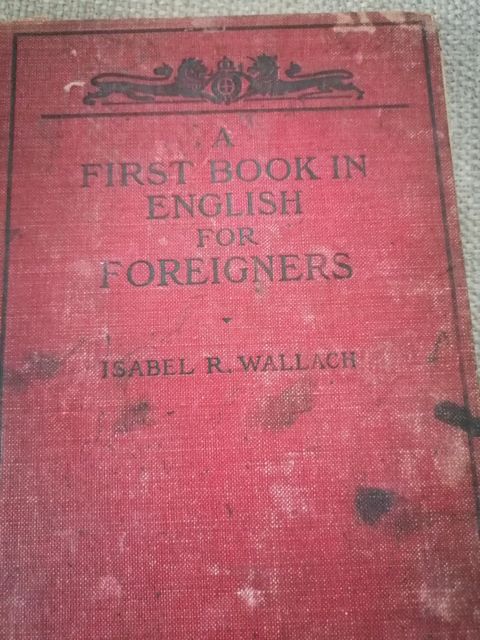 A
FIRST BOOK IN
ENGLISH
FOR
FOREIGNERS
ISABEL R. WALLACH